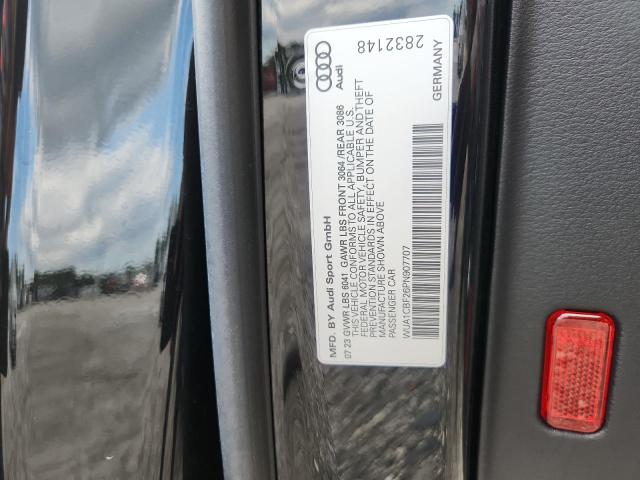 2832148
Audi
MFD. BY Audi Sport GmbH
07 23 GVWR LBS 6041 GAWR LBS FRONT 3064 /REAR 3086
THIS VEHICLE CONFORMS TO ALL APPLICABLE U.S.
FEDERAL MOTOR VEHICLE SAFETY, BUMPER AND THEFT
PREVENTION STANDARDS IN EFFECT ON THE DATE OF
MANUFACTURE SHOWN ABOVE
PASSENGER CAR
GERMANY
WUA1CBF26PN907707